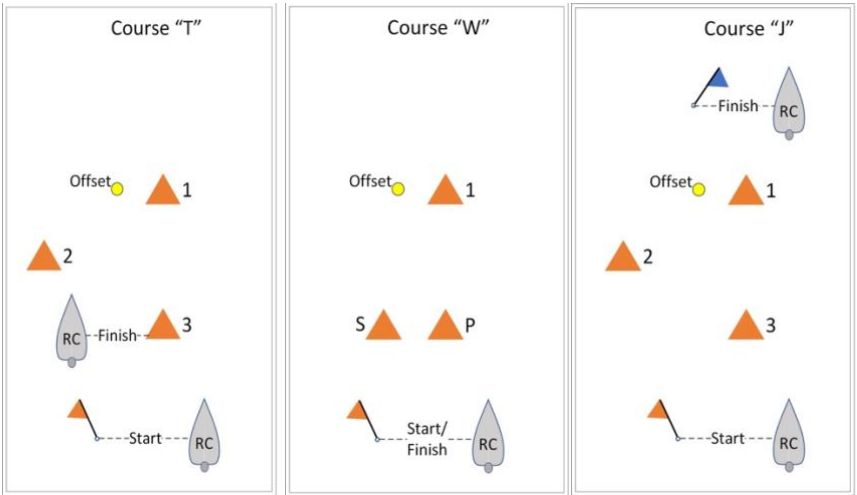 Course “T”
Offset
1
2
RC
Finish
3
Start
RC
Course “W”
Offset
1
S
P
Start/
Finish
RC
Course “J”
Finish
RC
Offset
1
2
3
Start
RC